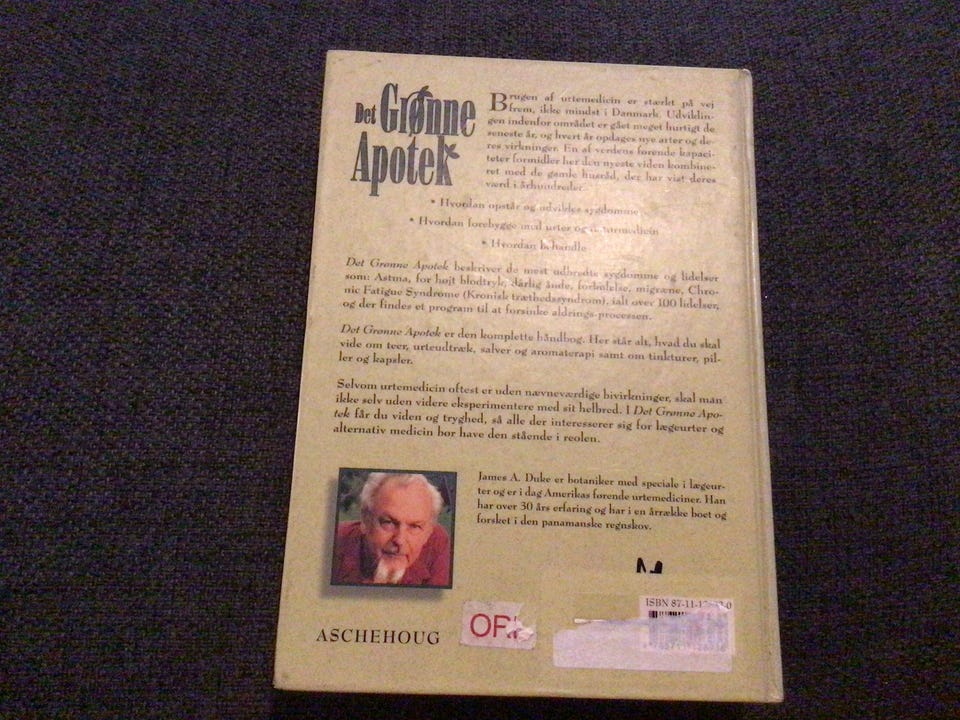 Det Grønne
Apotek
Brugen af urtemedicin er stærkt på vej
frem, ikke mindst i Danmark. Udviklin-
gen indenfor området er gået meget hurtigt de
seneste år, og hvert år opdages nye arter og de-
res virkninger. En af verdens førende kapaci-
teter formidler her den nyeste viden kombine-
ret med de gamle husråd, der har vist deres
værd i århundreder.
* Hvordan opstår og udvikles sygdomme
* Hvordan forebygge med urter og naturmedicin
* Hvordan behandle
Det Grønne Apotek beskriver de mest udbredte sygdomme og lidelser
som: Astma, for højt blodtryk, dårlig ånde, forkølelse, migræne, Chro-
nic Fatigue Syndrome (Kronisk træthedssyndrom), ialt over 100 lidelser,
og der findes et program til at forsinke aldrings-processen.
Det Grønne Apotek er den komplette håndbog. Her står alt, hvad du skal
vide om teer, urteudtræk, salver og aromaterapi samt om tinkturer, pil-
ler og kapsler.
Selvom urtemedicin oftest er uden nævneværdige bivirkninger, skal man
ikke selv uden videre eksperimentere med sit helbred. I Det Grønne Apo-
tek får du viden og tryghed, så alle der interesserer sig for lægeurter og
alternativ medicin bør have den stående i reolen.
James A. Duke er botaniker med speciale i lægeur-
ter og er i dag Amerikas førende urtemediciner. Han
har over 30 års erfaring og har i en årrække boet og
forsket i den panamanske regnskov.
ISBN 87-11-
ASCHEHOUG